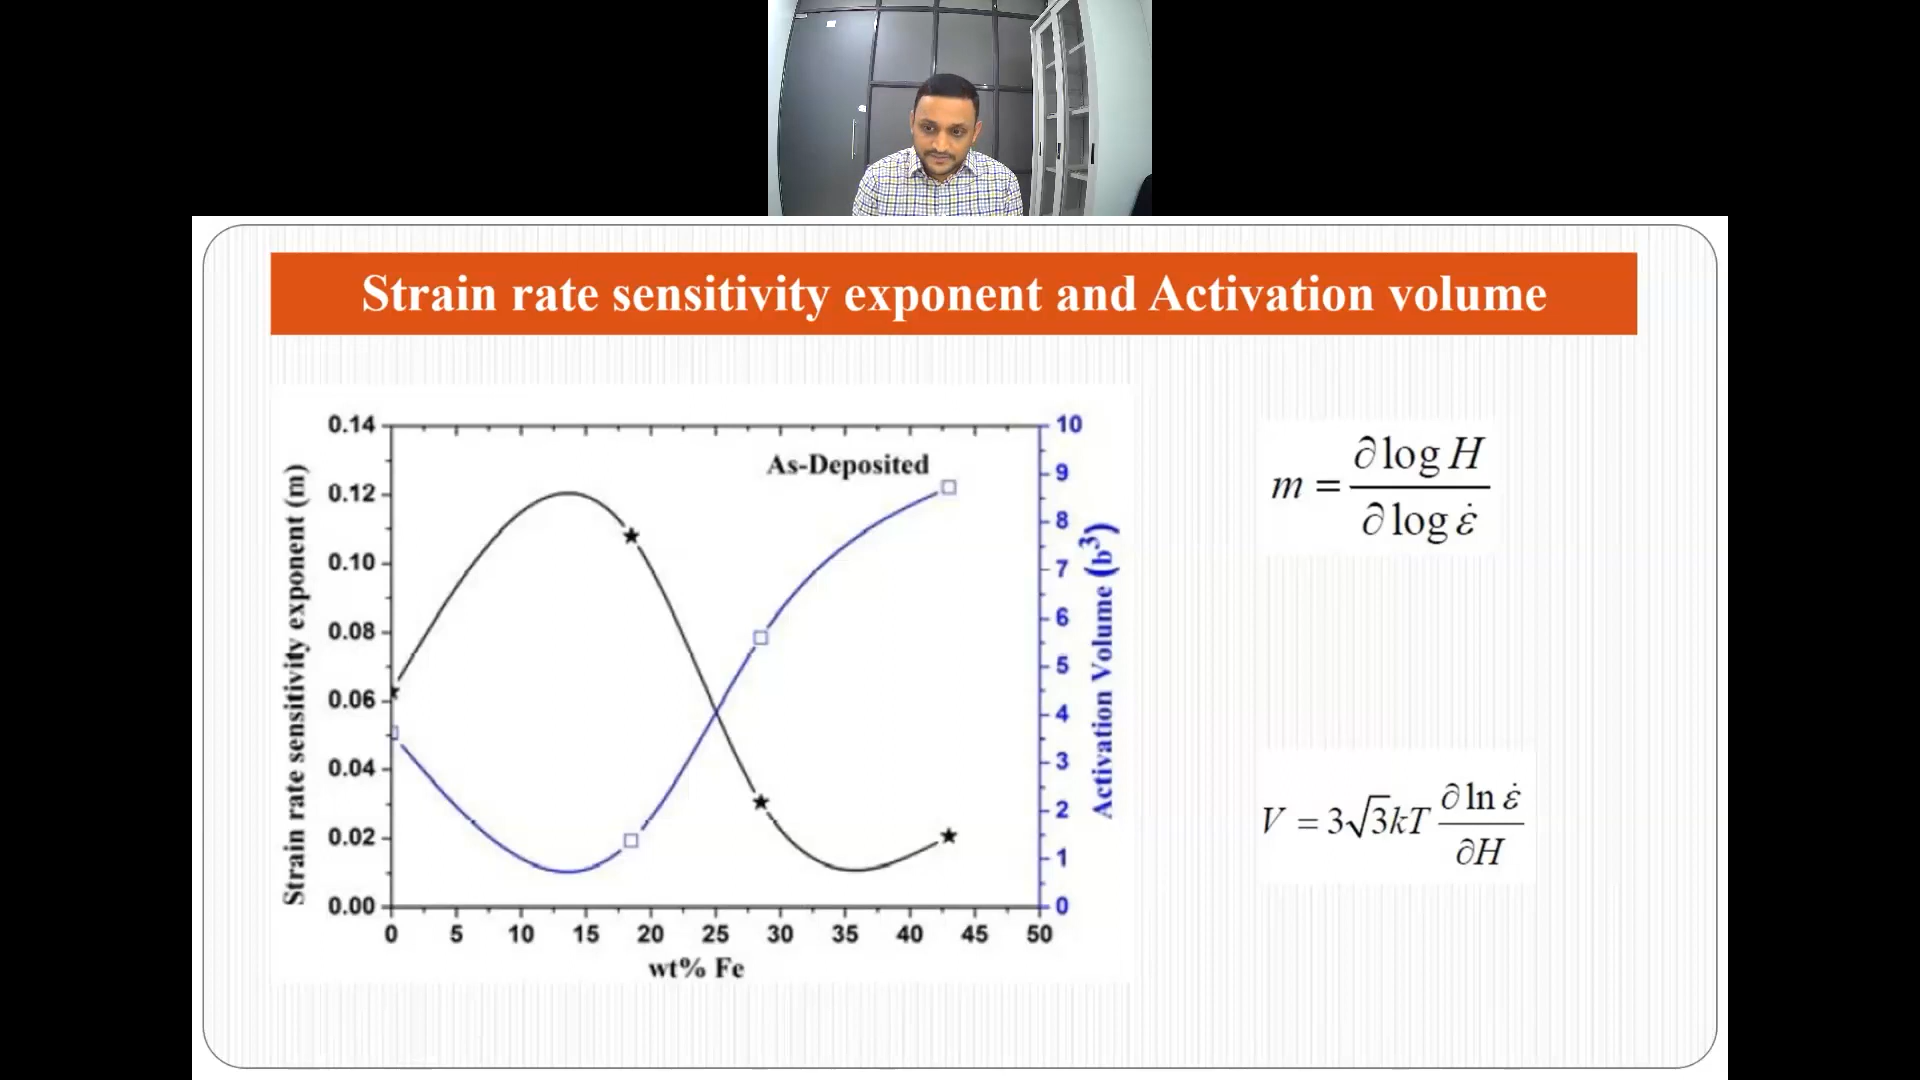 Strain rate sensitivity exponent and Activation volume
As-Deposited
Strain rate sensitivity exponent (m)
0.14
0.12
0.10
0.08
0.06
0.04
0.02
0.00
0 5 10 15 20 25 30 35 40 45 50
wt% Fe
10
9
8
7
6
5
4
3
2
1
0
Activation Volume (b³)
m = ∂ log H / ∂ log ε̇
V = 3√3kT ∂ ln ε̇ / ∂H